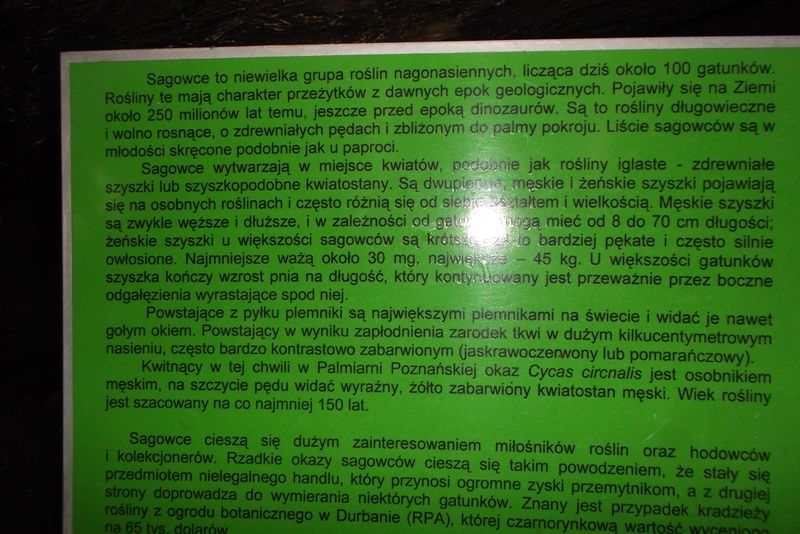 Sagowce to niewielka grupa roślin nagonasiennych, licząca dziś około 100 gatunków.
Rośliny te mają charakter przeżytków z dawnych epok geologicznych. Pojawiły się na Ziemi
około 250 milionów lat temu, jeszcze przed epoką dinozaurów. Są to rośliny długowieczne
i wolno rosnące, o zdrewniałych pędach i zbliżonym do palmy pokroju. Liście sagowców są w
młodości skręcone podobnie jak u paproci.
Sagowce wytwarzają w miejsce kwiatów, podobnie jak rośliny iglaste - zdrewniałe
szyszki lub szyszkopodobne kwiatostany. Są dwupienne, męskie i żeńskie szyszki pojawiają
się na osobnych roślinach i często różnią się od siebie kształtem i wielkością. Męskie szyszki
są zwykle węższe i dłuższe, i w zależności od mogą mieć od 8 do 70 cm długości;
żeńskie szyszki u większości sagowców są to bardziej pękate i często silnie
owłosione. Najmniejsze ważą około 30 mg, największe – 45 kg. U większości gatunków
szyszka kończy wzrost pnia na długość, który kontynuowany jest przeważnie przez boczne
odgałęzienia wyrastające spod niej.
Powstające z pyłku plemniki są największymi plemnikami na świecie i widać je nawet
gołym okiem. Powstający w wyniku zapłodnienia zarodek tkwi w dużym kilkucentymetrowym
nasieniu, często bardzo kontrastowo zabarwionym (jaskrawoczerwony lub pomarańczowy).
Kwitnący w tej chwili w Palmiarni Poznańskiej okaz Cycas circnalis jest osobnikiem
męskim, na szczycie pędu widać wyraźny, żółto zabarwiony kwiatostan męski. Wiek rośliny
jest szacowany na co najmniej 150 lat.
Sagowce cieszą się dużym zainteresowaniem miłośników roślin oraz hodowców
i kolekcjonerów. Rzadkie okazy sagowców cieszą się takim powodzeniem, że stały się
przedmiotem nielegalnego handlu, który przynosi ogromne zyski przemytnikom, a z drugiej
strony doprowadza do wymierania niektórych gatunków. Znany jest przypadek kradzieży
rośliny z ogrodu botanicznego w Durbanie (RPA), której czarnorynkową wartość wyceniono
na 65 tys. dolarów